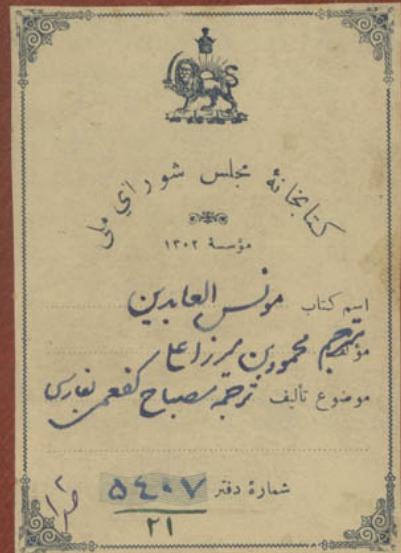 کتابخانهٔ مجلس شورای ملی
مؤسسهٔ ۱۳۰۲
اسم کتاب مونس العابدین
مترجم محمود بن میرزا علی
موضوع تألیف ترجمه مصباح کفعمی بفارسی
شمارهٔ دفتر ۵۴۰۷
۲۱